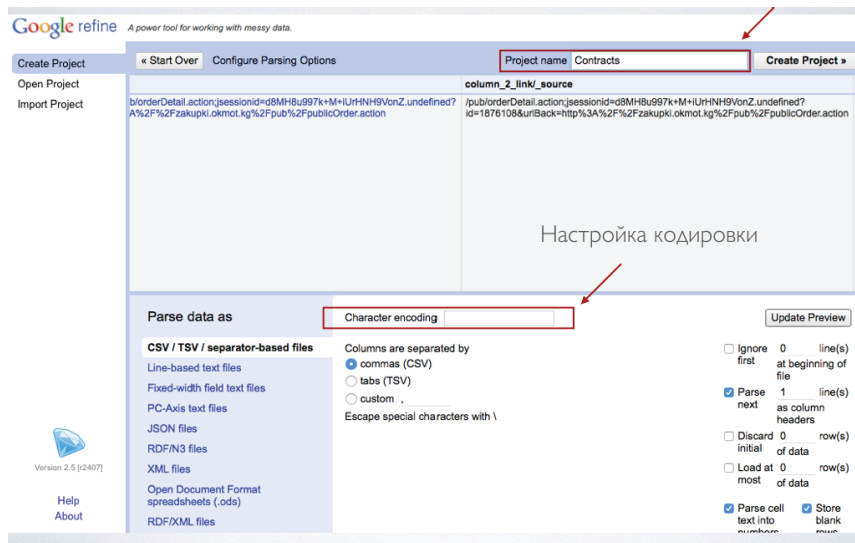 Google refine A power tool for working with messy data.
Create Project
Open Project
Import Project
« Start Over Configure Parsing Options Project name Contracts Create Project »
column_2_link/_source
b/orderDetail.action;jsessionid=d8MH8u997k+M+iUrHNH9VonZ.undefined?
A%2F%2Fzakupki.okmot.kg%2Fpub%2FpublicOrder.action
/pub/orderDetail.action;jsessionid=d8MH8u997k+M+iUrHNH9VonZ.undefined?
id=1876108&urlBack=http%3A%2F%2Fzakupki.okmot.kg%2Fpub%2FpublicOrder.action
Настройка кодировки
Parse data as
CSV / TSV / separator-based files
Line-based text files
Fixed-width field text files
PC-Axis text files
JSON files
RDF/N3 files
XML files
Open Document Format
spreadsheets (.ods)
RDF/XML files
Character encoding
Update Preview
Columns are separated by
commas (CSV)
tabs (TSV)
custom ,
Escape special characters with \
Ignore 0 line(s)
first at beginning of
file
Parse 1 line(s)
next as column
headers
Discard 0 row(s)
initial of data
Load at 0 row(s)
most of data
Parse cell Store
text into blank
numbers rows
Version 2.5 [r2407]
Help
About